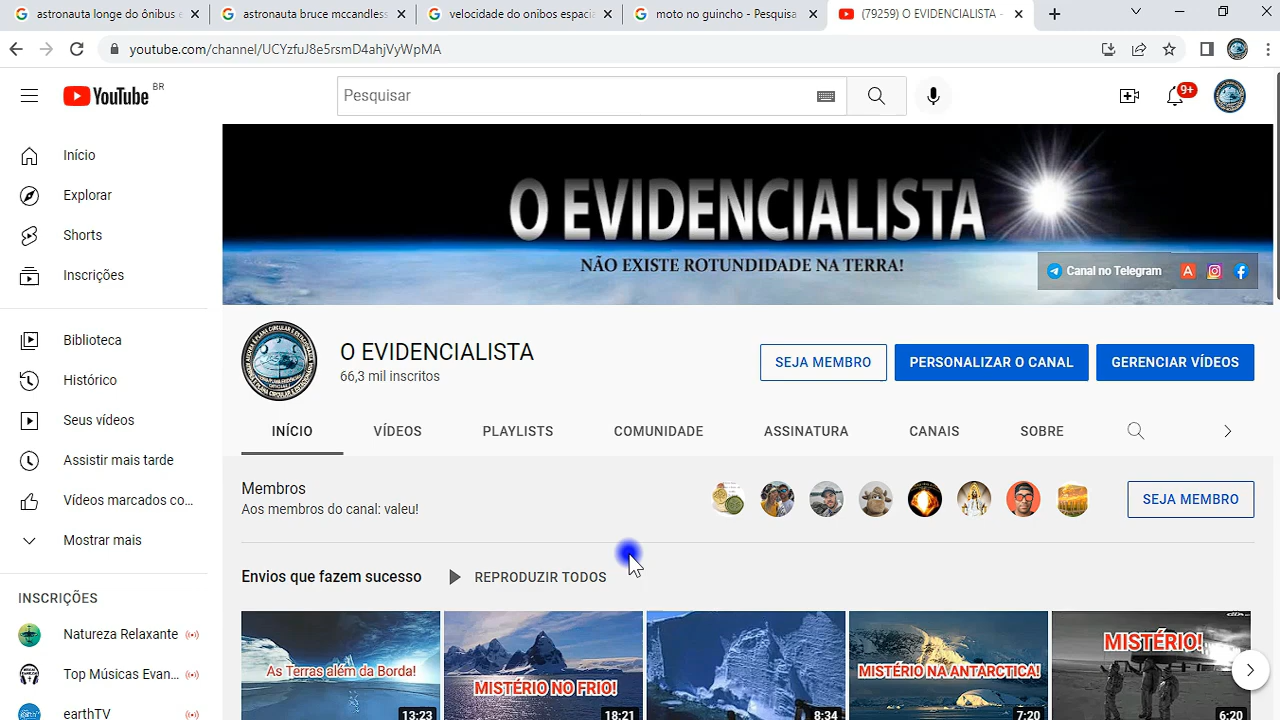 astronauta longe do ônibus e
astronauta bruce mccandless
velocidade do onibos especia
moto no guincho - Pesquisa
(79259) O EVIDENCIALISTA -
youtube.com/channel/UCYzfuJ8e5rsmD4ahjVyWpMA
YouTube BR
Pesquisar
9+
Início
Explorar
Shorts
Inscrições
Biblioteca
Histórico
Seus vídeos
Assistir mais tarde
Vídeos marcados co...
Mostrar mais
INSCRIÇÕES
Natureza Relaxante
Top Músicas Evan...
earthTV
O EVIDENCIALISTA
NÃO EXISTE ROTUNDIDADE NA TERRA!
Canal no Telegram
O EVIDENCIALISTA
66,3 mil inscritos
SEJA MEMBRO
PERSONALIZAR O CANAL
GERENCIAR VÍDEOS
INÍCIO VÍDEOS PLAYLISTS COMUNIDADE ASSINATURA CANAIS SOBRE
Membros
Aos membros do canal: valeu!
SEJA MEMBRO
Envios que fazem sucesso
REPRODUZIR TODOS
As Terras além da Borda!
13:23
MISTÉRIO NO FRIO!
18:21
8:34
MISTÉRIO NA ANTARCTICA!
7:20
MISTÉRIO!
6:20